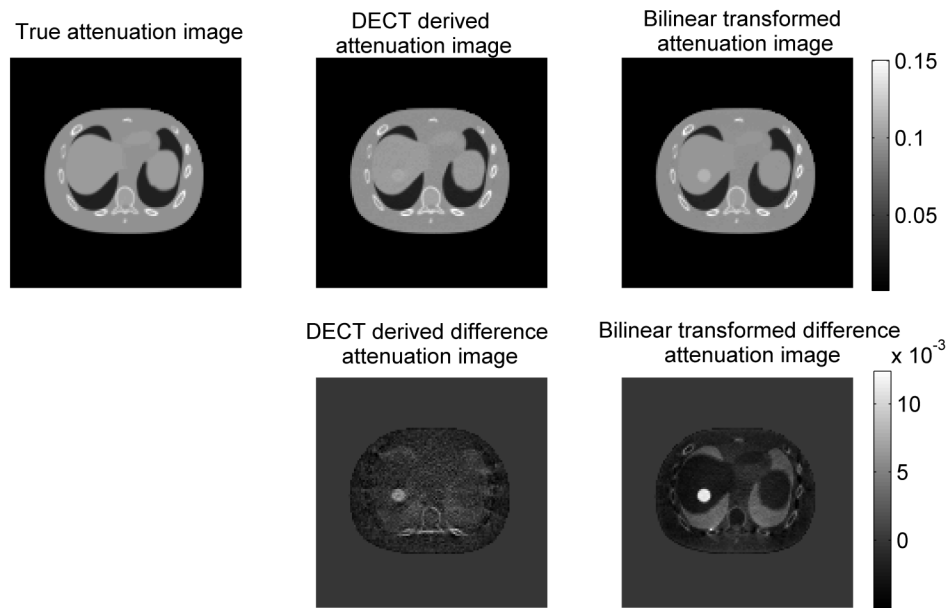 True attenuation image
DECT derived
attenuation image
Bilinear transformed
attenuation image
0.15
0.1
0.05
DECT derived difference
attenuation image
Bilinear transformed difference
attenuation image
x 10-3
10
5
0